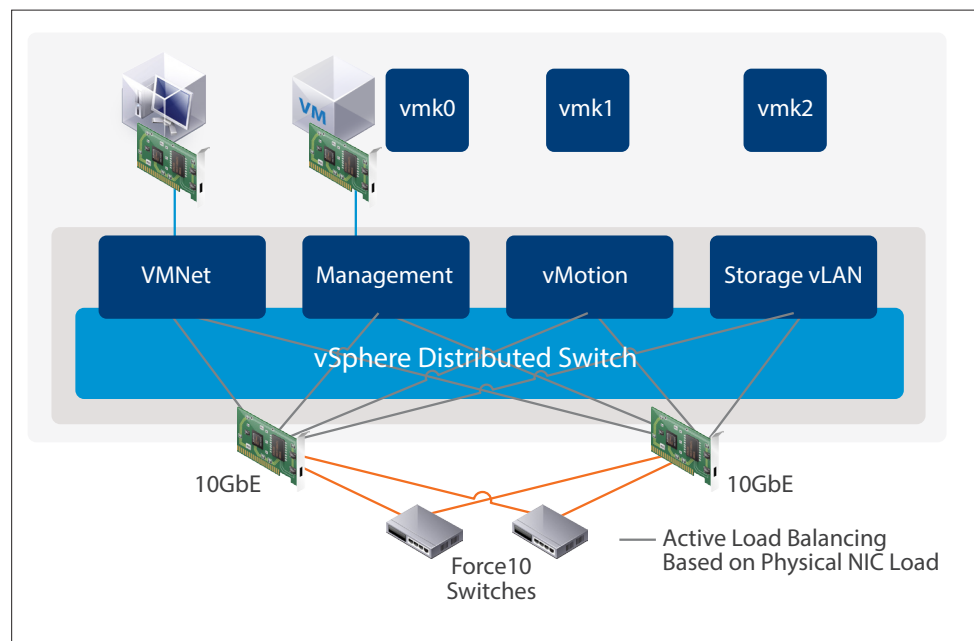 VM
vmk0
vmk1
vmk2
VMNet
Management
vMotion
Storage vLAN
vSphere Distributed Switch
10GbE
10GbE
Force10
Switches
Active Load Balancing
Based on Physical NIC Load